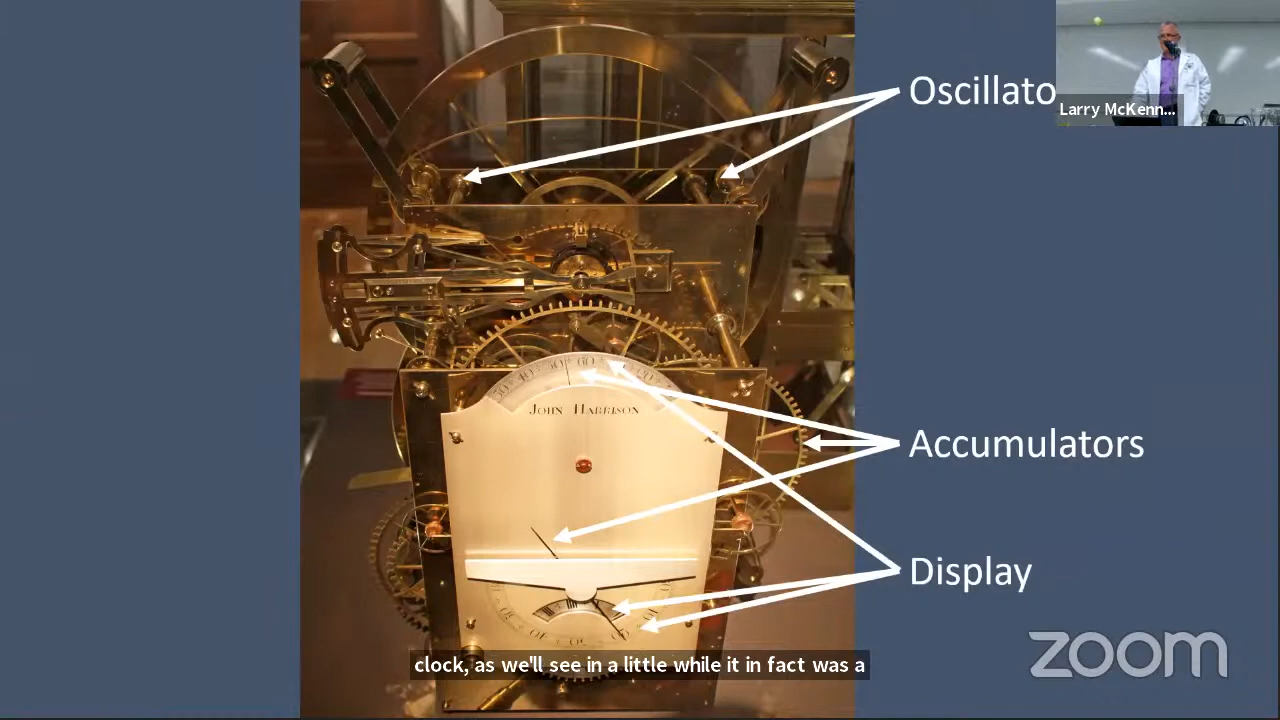 Oscillato
Larry McKenn...
60
JOHN HARRISON
Accumulators
Display
clock, as we'll see in a little while it in fact was a
zoom